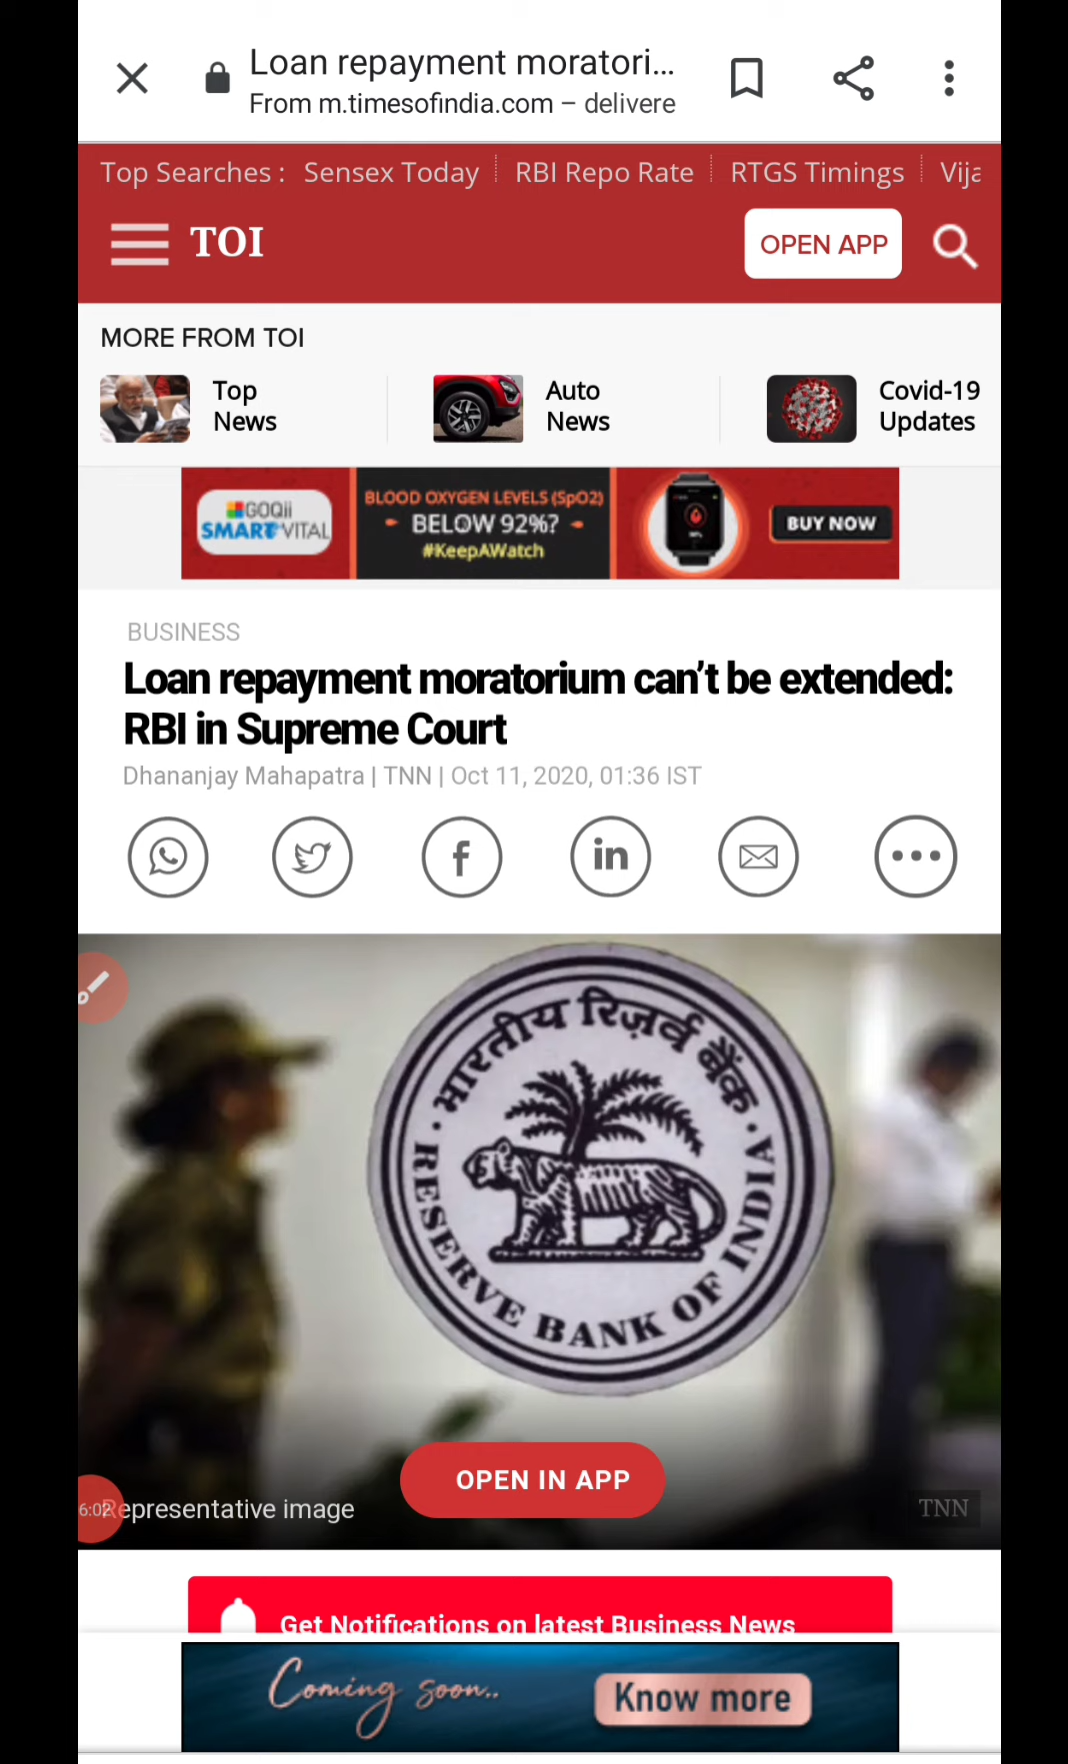 Loan repayment moratori...
From m.timesofindia.com – delivere
Top Searches : Sensex Today RBI Repo Rate RTGS Timings Vija
TOI OPEN APP
MORE FROM TOI
Top
News
Auto
News
Covid-19
Updates
GOQii
SMART VITAL
BLOOD OXYGEN LEVELS (SpO2)
BELOW 92%?
#KeepAWatch
BUY NOW
BUSINESS
Loan repayment moratorium can't be extended:
RBI in Supreme Court
Dhananjay Mahapatra | TNN | Oct 11, 2020, 01:36 IST
भारतीय रिज़र्व बैंक
RESERVE BANK OF INDIA
OPEN IN APP
6:02
Representative image
TNN
Get Notifications on latest Business News
Coming soon..
Know more